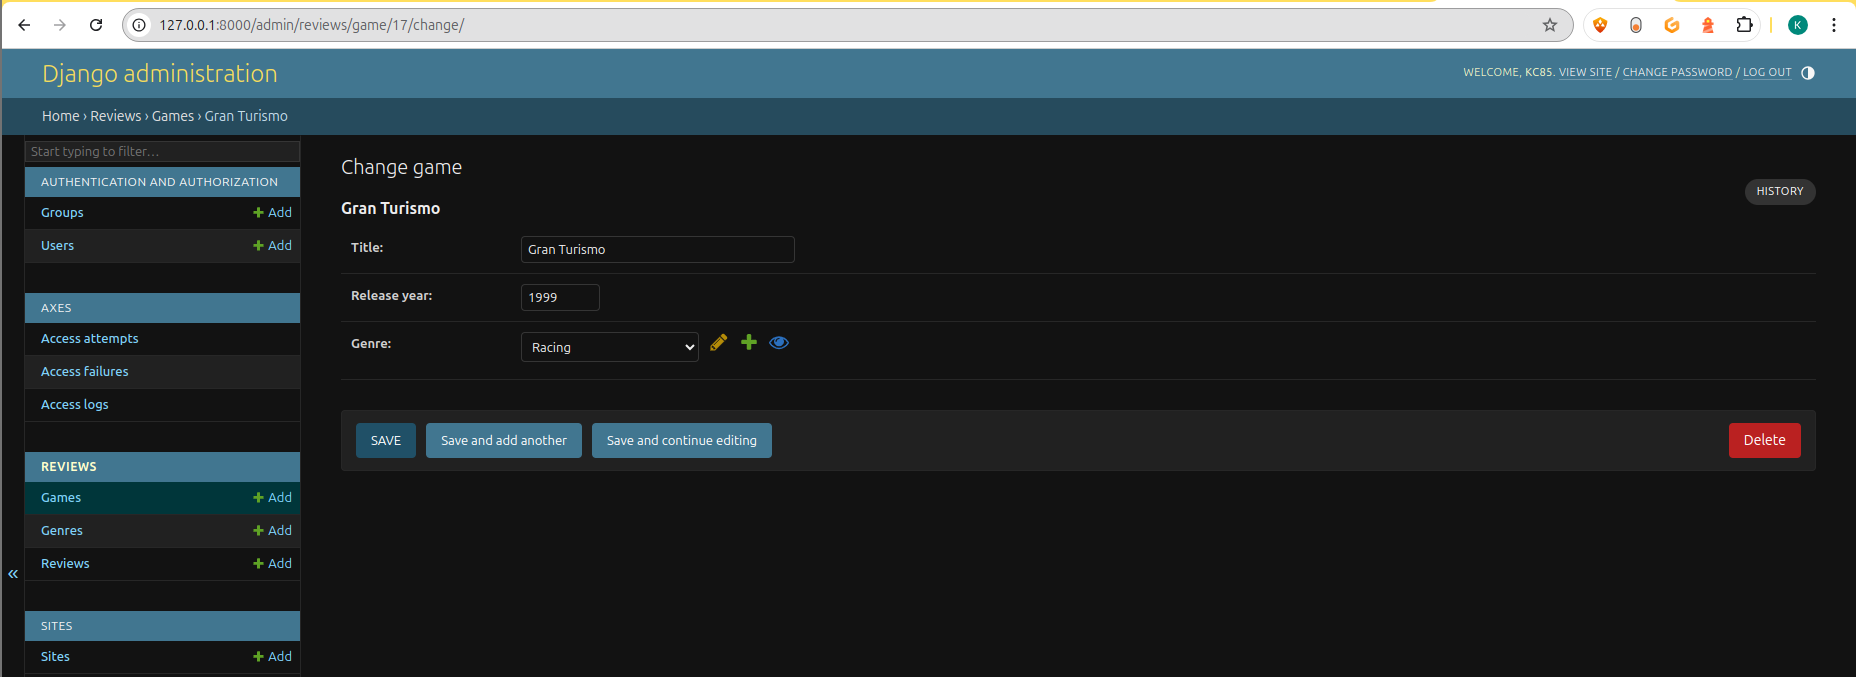 127.0.0.1:8000/admin/reviews/game/17/change/
K
Django administration
WELCOME, KC85. VIEW SITE / CHANGE PASSWORD / LOG OUT
Home › Reviews › Games › Gran Turismo
Start typing to filter...
AUTHENTICATION AND AUTHORIZATION
Groups + Add
Users + Add
AXES
Access attempts
Access failures
Access logs
REVIEWS
Games + Add
Genres + Add
Reviews + Add
«
SITES
Sites + Add
Change game
HISTORY
Gran Turismo
Title: Gran Turismo
Release year: 1999
Genre: Racing
SAVE Save and add another Save and continue editing Delete